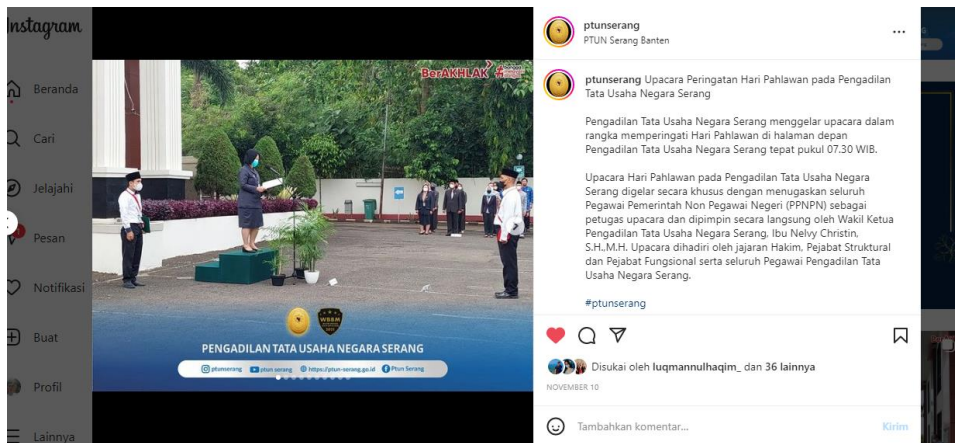 Instagram
Beranda
Cari
Jelajahi
Pesan
Notifikasi
Buat
Profil
Lainnya
BerAKHLAK
WBBM
PENGADILAN TATA USAHA NEGARA SERANG
ptunserang
ptun serang
https://ptun-serang.go.id
Ptun Serang
ptunserang
PTUN Serang Banten
ptunserang Upacara Peringatan Hari Pahlawan pada Pengadilan
Tata Usaha Negara Serang
Pengadilan Tata Usaha Negara Serang menggelar upacara dalam
rangka memperingati Hari Pahlawan di halaman depan
Pengadilan Tata Usaha Negara Serang tepat pukul 07.30 WIB.
Upacara Hari Pahlawan pada Pengadilan Tata Usaha Negara
Serang digelar secara khusus dengan menugaskan seluruh
Pegawai Pemerintah Non Pegawai Negeri (PPNPN) sebagai
petugas upacara dan dipimpin secara langsung oleh Wakil Ketua
Pengadilan Tata Usaha Negara Serang, Ibu Nelvy Christin,
S.H.,M.H. Upacara dihadiri oleh jajaran Hakim, Pejabat Struktural
dan Pejabat Fungsional serta seluruh Pegawai Pengadilan Tata
Usaha Negara Serang.
#ptunserang
Disukai oleh luqmannulhaqim_ dan 36 lainnya
NOVEMBER 10
Tambahkan komentar...
Kirim